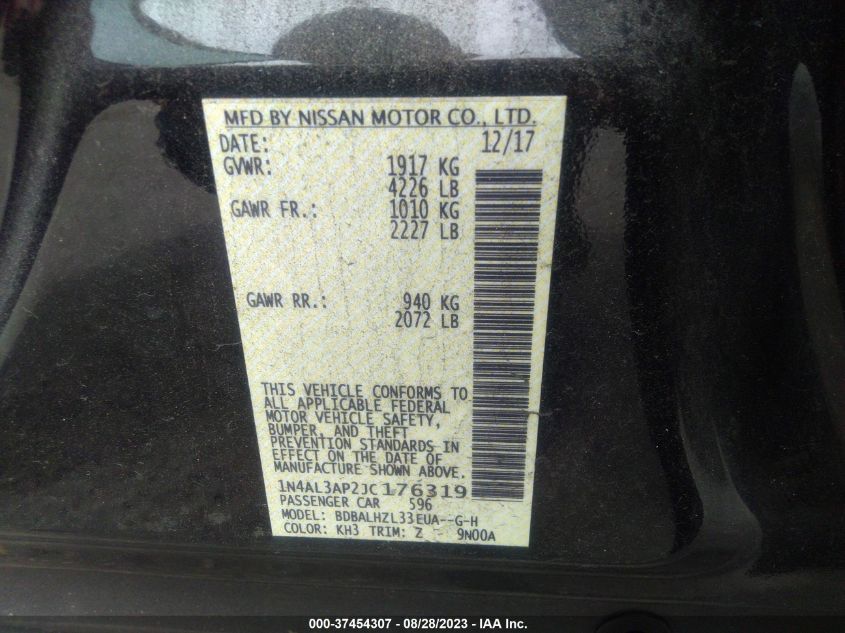 MFD BY NISSAN MOTOR CO., LTD.
DATE: 12/17
GVWR: 1917 KG
4226 LB
GAWR FR.: 1010 KG
2227 LB
GAWR RR.: 940 KG
2072 LB
THIS VEHICLE CONFORMS TO
ALL APPLICABLE FEDERAL
MOTOR VEHICLE SAFETY,
BUMPER, AND THEFT
PREVENTION STANDARDS IN
EFFECT ON THE DATE OF
MANUFACTURE SHOWN ABOVE.
1N4AL3AP2JC176319
PASSENGER CAR 596
MODEL: BDBALHZL33EUA--G-H
COLOR: KH3 TRIM: Z - 9N00A
000-37454307 - 08/28/2023 - IAA Inc.